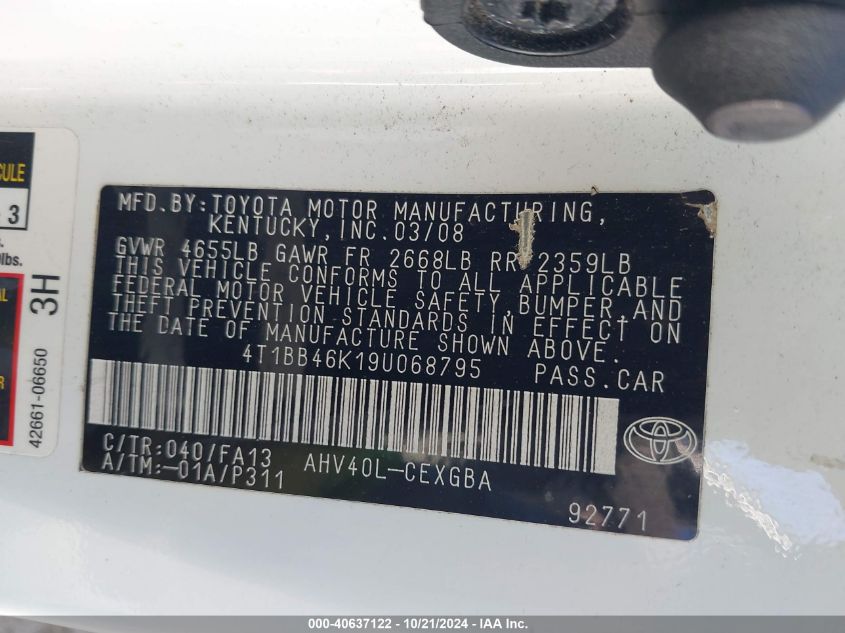 CULE
3
s.
lbs.
AL
R
3H
42661-06650
MFD.BY:TOYOTA MOTOR MANUFACTURING,
KENTUCKY, INC.03/08
GVWR 4655LB GAWR FR 2668LB RR 2359LB
THIS VEHICLE CONFORMS TO ALL APPLICABLE
FEDERAL MOTOR VEHICLE SAFETY, BUMPER, AND
THEFT PREVENTION STANDARDS IN EFFECT ON
THE DATE OF MANUFACTURE SHOWN ABOVE.
4T1BB46K19U068795 PASS.CAR
C/TR:040/FA13 AHV40L-CEXGBA
A/TM:-01A/P311
92771
000-40637122 - 10/21/2024 - IAAI Inc.